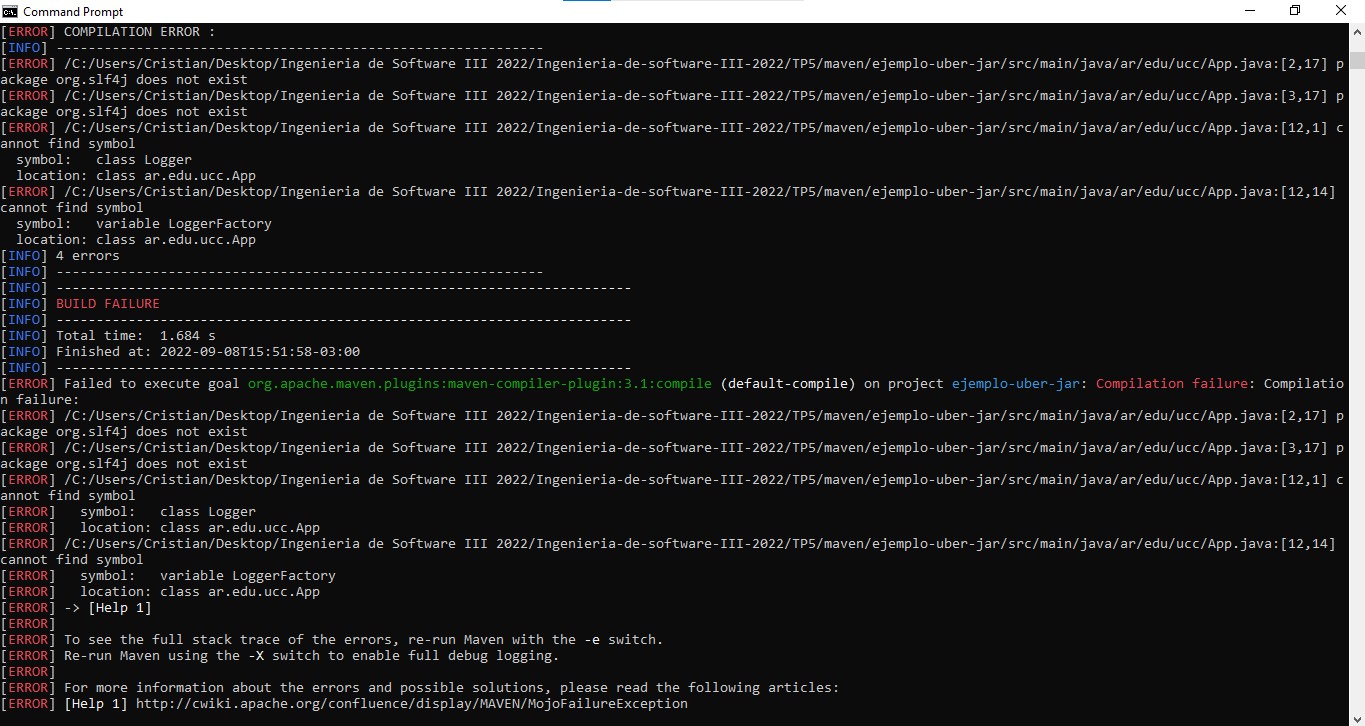 Command Prompt
[ERROR] COMPILATION ERROR :
[INFO] -------------------------------------------------------------
[ERROR] /C:/Users/Cristian/Desktop/Ingenieria de Software III 2022/Ingenieria-de-software-III-2022/TP5/maven/ejemplo-uber-jar/src/main/java/ar/edu/ucc/App.java:[2,17] p
ackage org.slf4j does not exist
[ERROR] /C:/Users/Cristian/Desktop/Ingenieria de Software III 2022/Ingenieria-de-software-III-2022/TP5/maven/ejemplo-uber-jar/src/main/java/ar/edu/ucc/App.java:[3,17] p
ackage org.slf4j does not exist
[ERROR] /C:/Users/Cristian/Desktop/Ingenieria de Software III 2022/Ingenieria-de-software-III-2022/TP5/maven/ejemplo-uber-jar/src/main/java/ar/edu/ucc/App.java:[12,1] c
annot find symbol
  symbol:   class Logger
  location: class ar.edu.ucc.App
[ERROR] /C:/Users/Cristian/Desktop/Ingenieria de Software III 2022/Ingenieria-de-software-III-2022/TP5/maven/ejemplo-uber-jar/src/main/java/ar/edu/ucc/App.java:[12,14]
cannot find symbol
  symbol:   variable LoggerFactory
  location: class ar.edu.ucc.App
[INFO] 4 errors
[INFO] -------------------------------------------------------------
[INFO] ------------------------------------------------------------------------
[INFO] BUILD FAILURE
[INFO] ------------------------------------------------------------------------
[INFO] Total time:  1.684 s
[INFO] Finished at: 2022-09-08T15:51:58-03:00
[INFO] ------------------------------------------------------------------------
[ERROR] Failed to execute goal org.apache.maven.plugins:maven-compiler-plugin:3.1:compile (default-compile) on project ejemplo-uber-jar: Compilation failure: Compilatio
n failure:
[ERROR] /C:/Users/Cristian/Desktop/Ingenieria de Software III 2022/Ingenieria-de-software-III-2022/TP5/maven/ejemplo-uber-jar/src/main/java/ar/edu/ucc/App.java:[2,17] p
ackage org.slf4j does not exist
[ERROR] /C:/Users/Cristian/Desktop/Ingenieria de Software III 2022/Ingenieria-de-software-III-2022/TP5/maven/ejemplo-uber-jar/src/main/java/ar/edu/ucc/App.java:[3,17] p
ackage org.slf4j does not exist
[ERROR] /C:/Users/Cristian/Desktop/Ingenieria de Software III 2022/Ingenieria-de-software-III-2022/TP5/maven/ejemplo-uber-jar/src/main/java/ar/edu/ucc/App.java:[12,1] c
annot find symbol
[ERROR]   symbol:   class Logger
[ERROR]   location: class ar.edu.ucc.App
[ERROR] /C:/Users/Cristian/Desktop/Ingenieria de Software III 2022/Ingenieria-de-software-III-2022/TP5/maven/ejemplo-uber-jar/src/main/java/ar/edu/ucc/App.java:[12,14]
cannot find symbol
[ERROR]   symbol:   variable LoggerFactory
[ERROR]   location: class ar.edu.ucc.App
[ERROR] -> [Help 1]
[ERROR]
[ERROR] To see the full stack trace of the errors, re-run Maven with the -e switch.
[ERROR] Re-run Maven using the -X switch to enable full debug logging.
[ERROR]
[ERROR] For more information about the errors and possible solutions, please read the following articles:
[ERROR] [Help 1] http://cwiki.apache.org/confluence/display/MAVEN/MojoFailureException